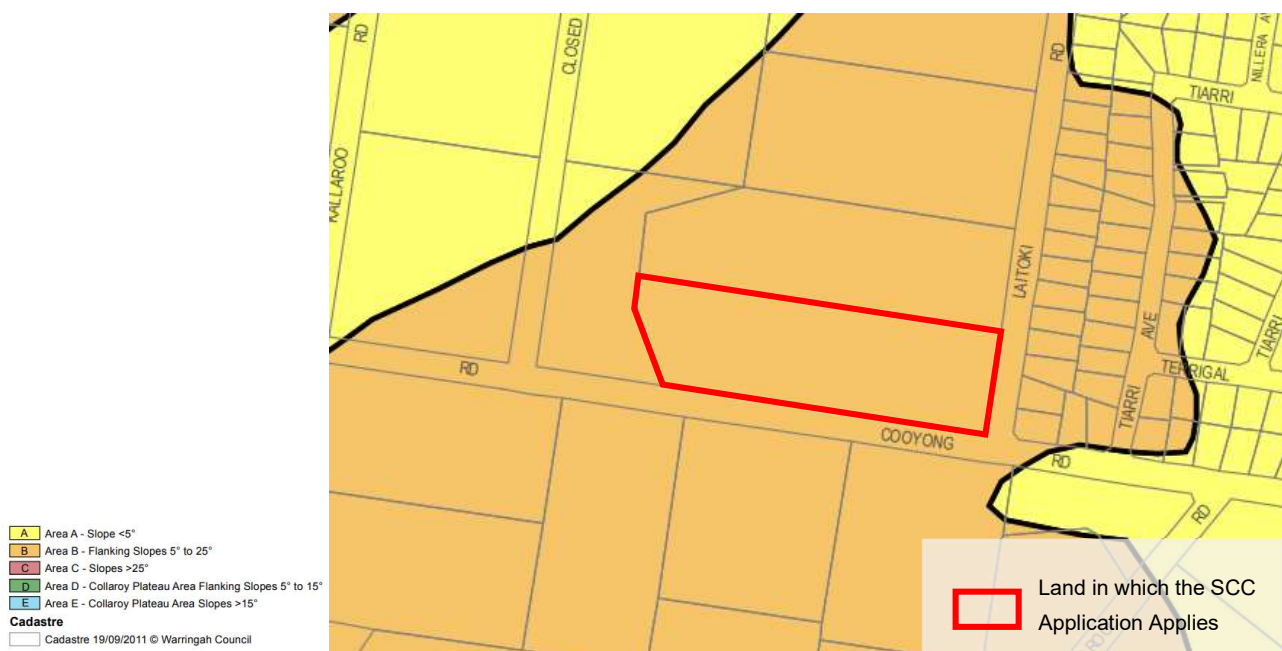 RD
CLOSED
RD
NILLERA
TIARRI
KALLAROO
LAITOKI
AVE
TIARRI
TERRIGAL
RD
TIARRI
COOYONG
RD
RD
A Area A - Slope <5°
B Area B - Flanking Slopes 5° to 25°
C Area C - Slopes >25°
D Area D - Collaroy Plateau Area Flanking Slopes 5° to 15°
E Area E - Collaroy Plateau Area Slopes >15°
Cadastre
Cadastre 19/09/2011 © Warringah Council
Land in which the SCC
Application Applies